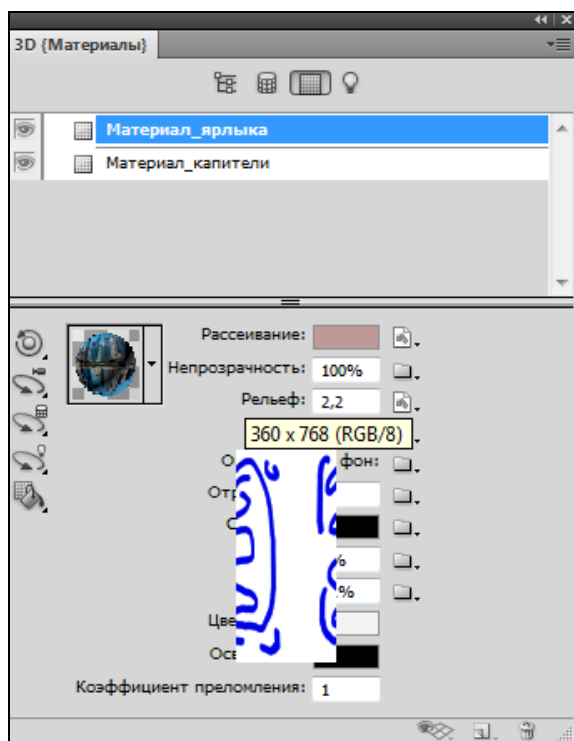 3D {Материалы}
Материал_ярлыка
Материал_капители
Рассеивание:
Непрозрачность: 100%
Рельеф: 2,2
360 x 768 (RGB/8)
фон:
%
%
Коэффициент преломления: 1